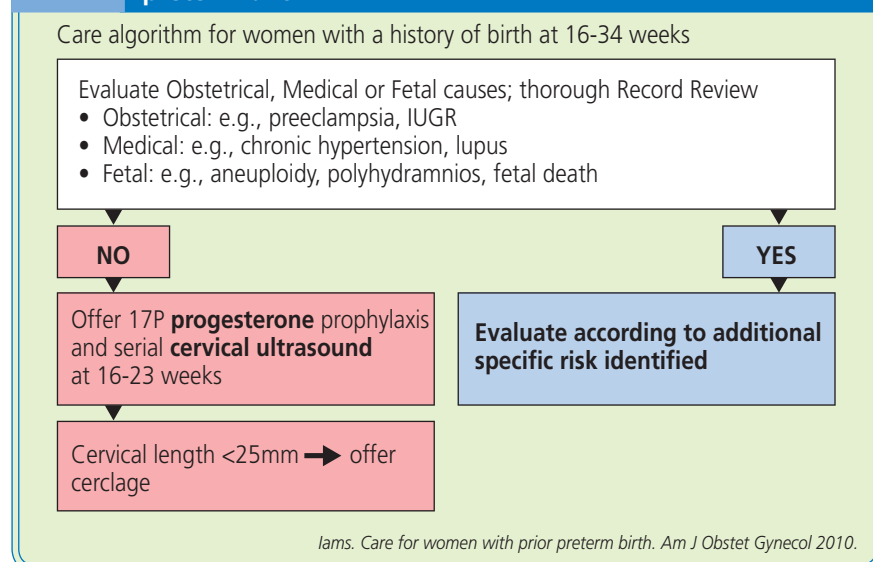 Care algorithm for women with a history of birth at 16-34 weeks
Evaluate Obstetrical, Medical or Fetal causes; thorough Record Review
• Obstetrical: e.g., preeclampsia, IUGR
• Medical: e.g., chronic hypertension, lupus
• Fetal: e.g., aneuploidy, polyhydramnios, fetal death
NO
YES
Offer 17P progesterone prophylaxis
and serial cervical ultrasound
at 16-23 weeks
Evaluate according to additional
specific risk identified
Cervical length <25mm → offer
cerclage
Iams. Care for women with prior preterm birth. Am J Obstet Gynecol 2010.